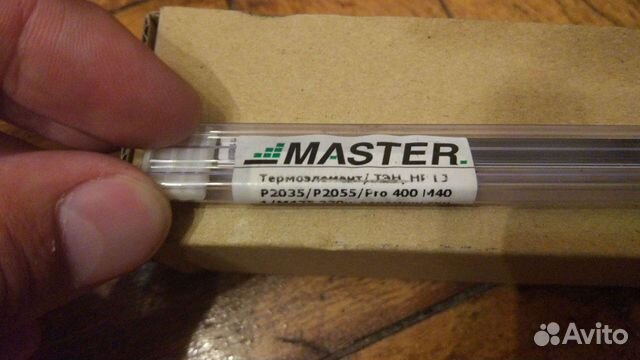 MASTER.
Термоэлемент/ТЭН, HP LJ
P2035/P2055/Pro 400 M40
Avito